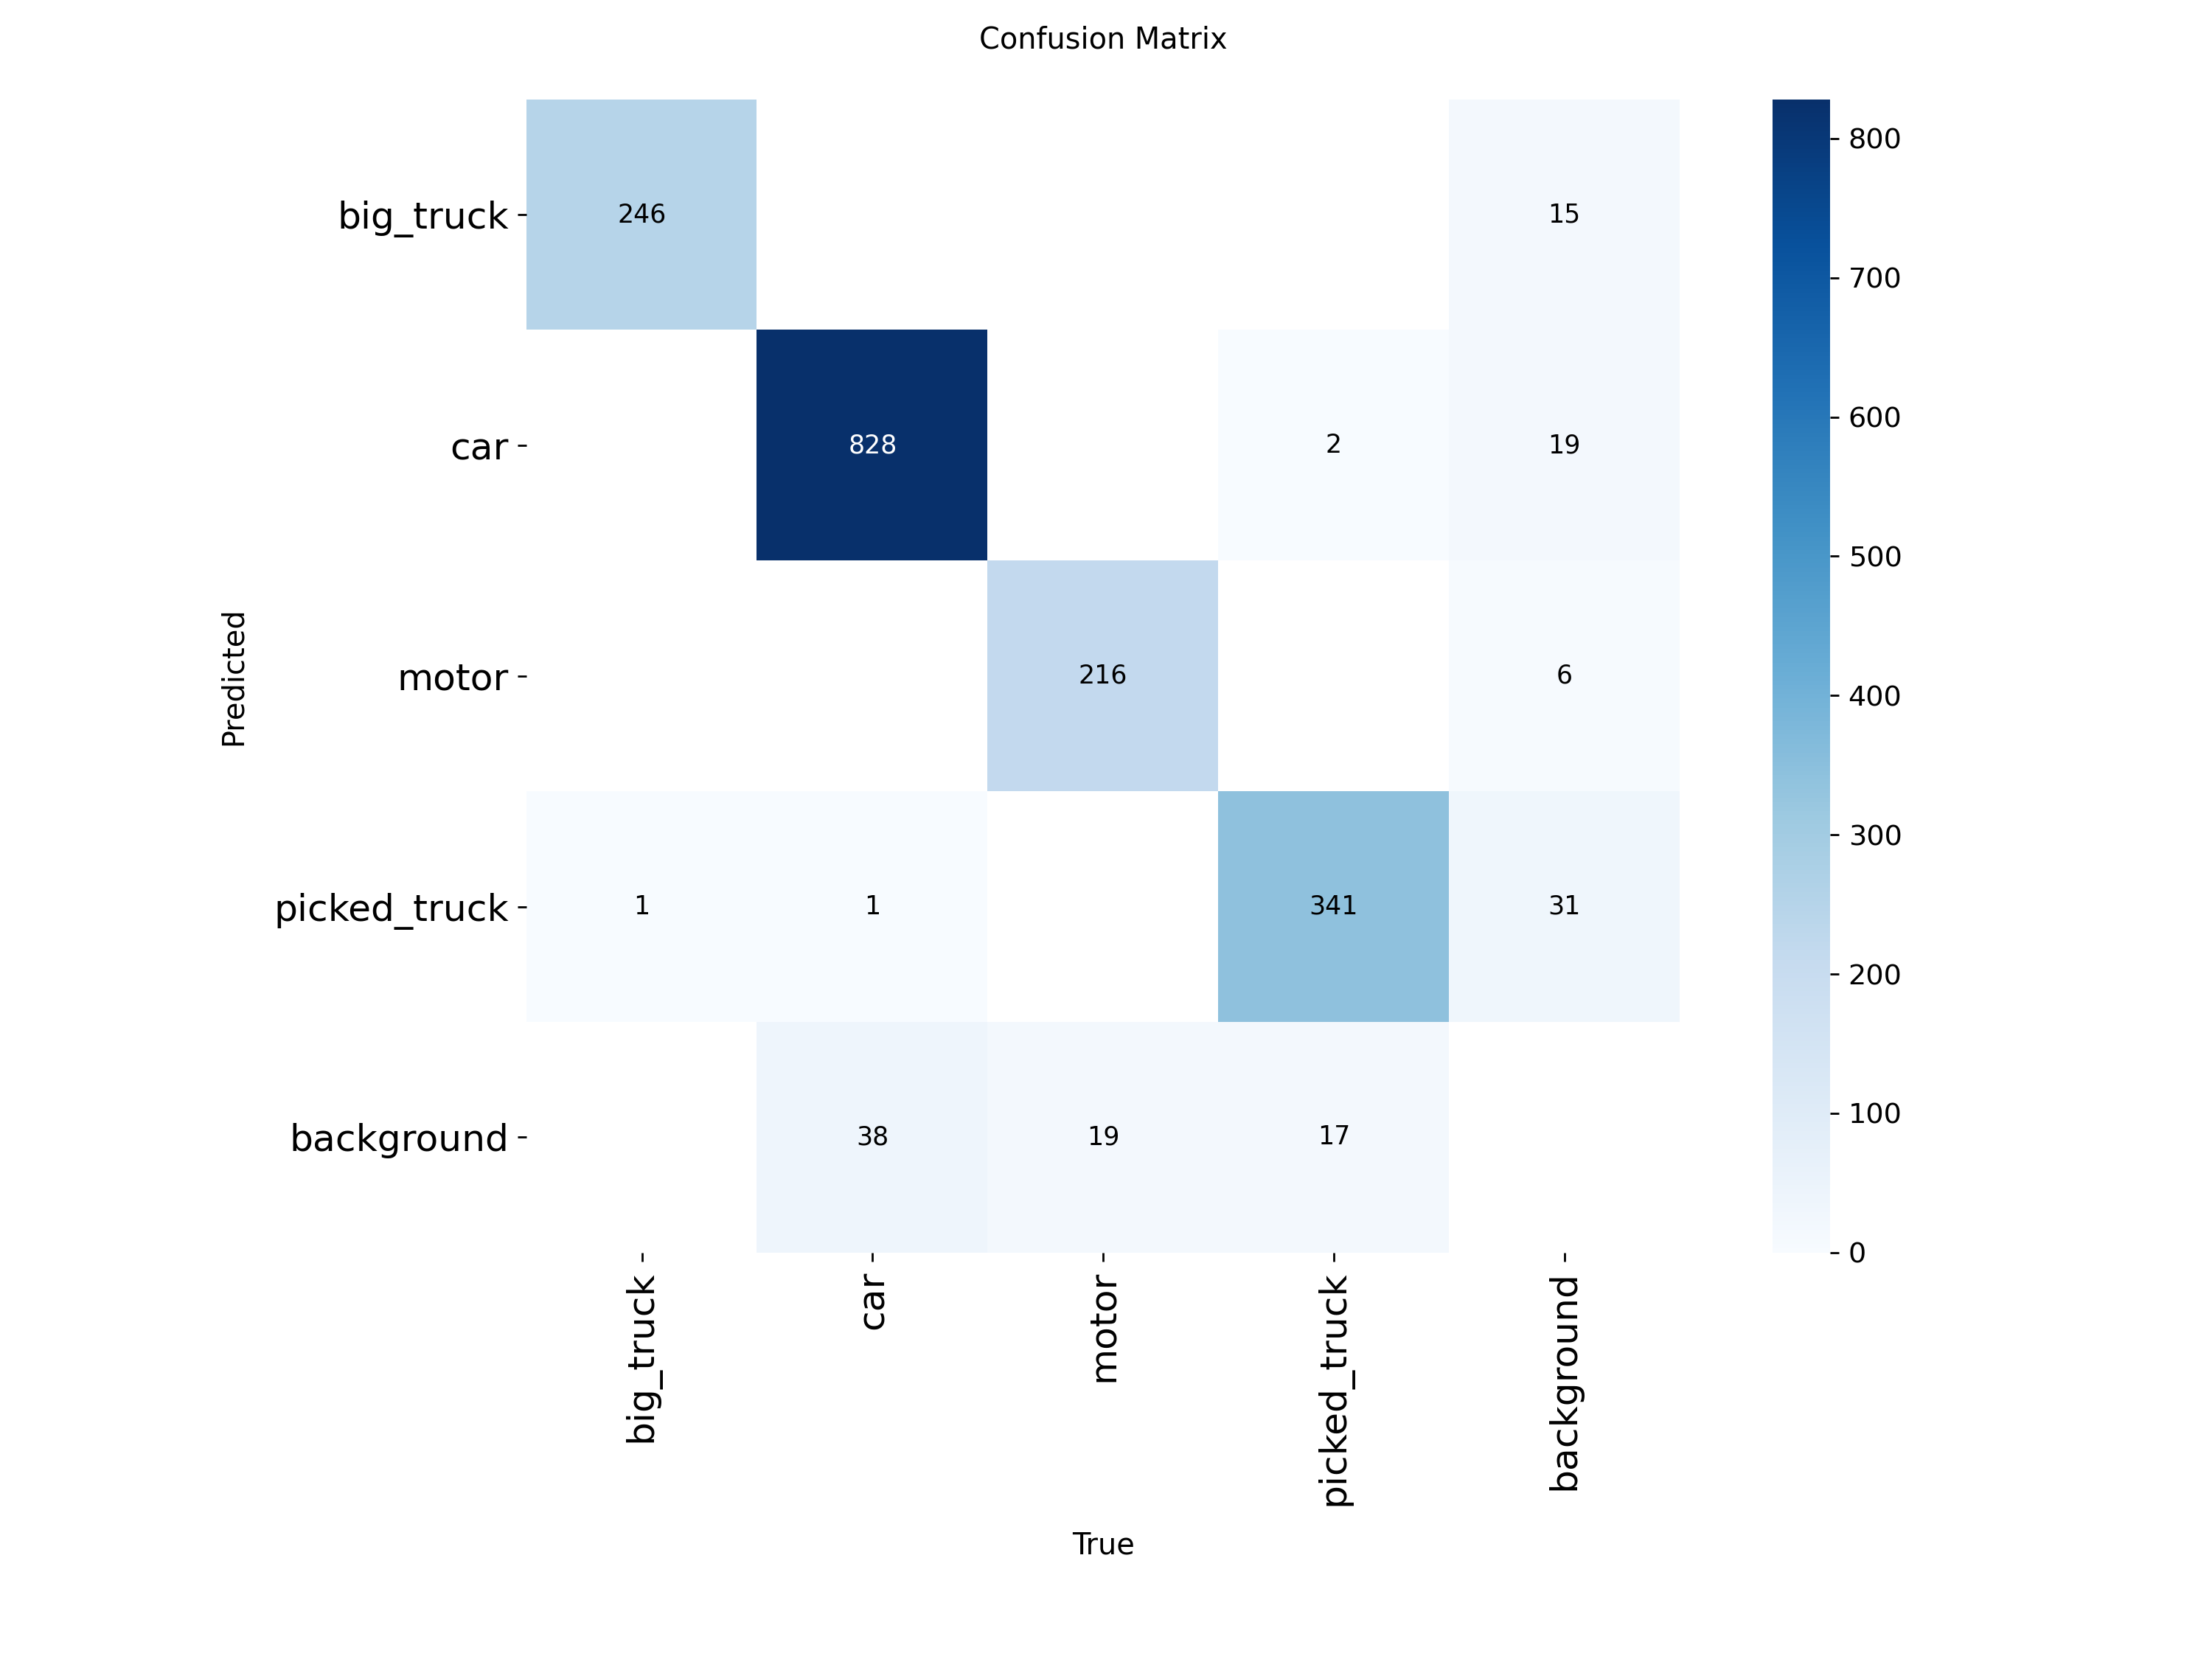 Confusion Matrix
big_truck
246
15
car
828
2
19
motor
216
6
picked_truck
1
1
341
31
background
38
19
17
Predicted
big_truck
car
motor
picked_truck
background
True
800
700
600
500
400
300
200
100
0